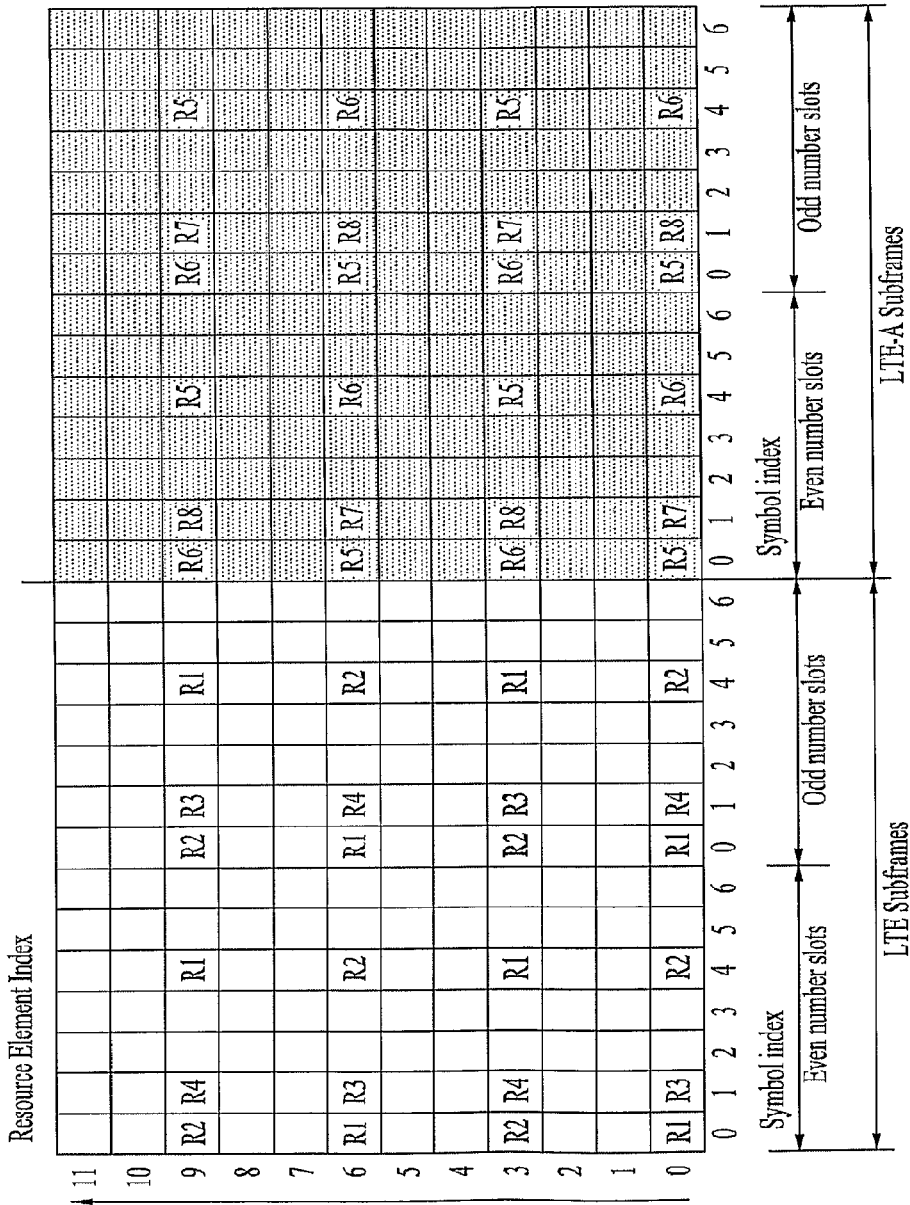 Resource Element Index
11
10
9 R2 R4 R1 R2 R3 R1 R6 R8 R5 R6 R7 R5
8
7
6 R1 R3 R2 R1 R4 R2 R5 R7 R6 R5 R8 R6
5
4
3 R2 R4 R1 R2 R3 R1 R6 R8 R5 R6 R7 R5
2
1
0 R1 R3 R2 R1 R4 R2 R5 R7 R6 R5 R8 R6
0 1 2 3 4 5 6 0 1 2 3 4 5 6 0 1 2 3 4 5 6 0 1 2 3 4 5 6
Symbol index
Symbol index
Even number slots
Odd number slots
Even number slots
Odd number slots
LTE Subframes
LTE-A Subframes